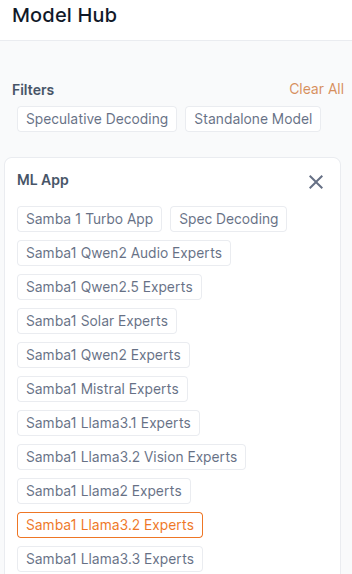 Model Hub
Filters Clear All
Speculative Decoding Standalone Model
ML App
Samba 1 Turbo App Spec Decoding
Samba1 Qwen2 Audio Experts
Samba1 Qwen2.5 Experts
Samba1 Solar Experts
Samba1 Qwen2 Experts
Samba1 Mistral Experts
Samba1 Llama3.1 Experts
Samba1 Llama3.2 Vision Experts
Samba1 Llama2 Experts
Samba1 Llama3.2 Experts
Samba1 Llama3.3 Experts